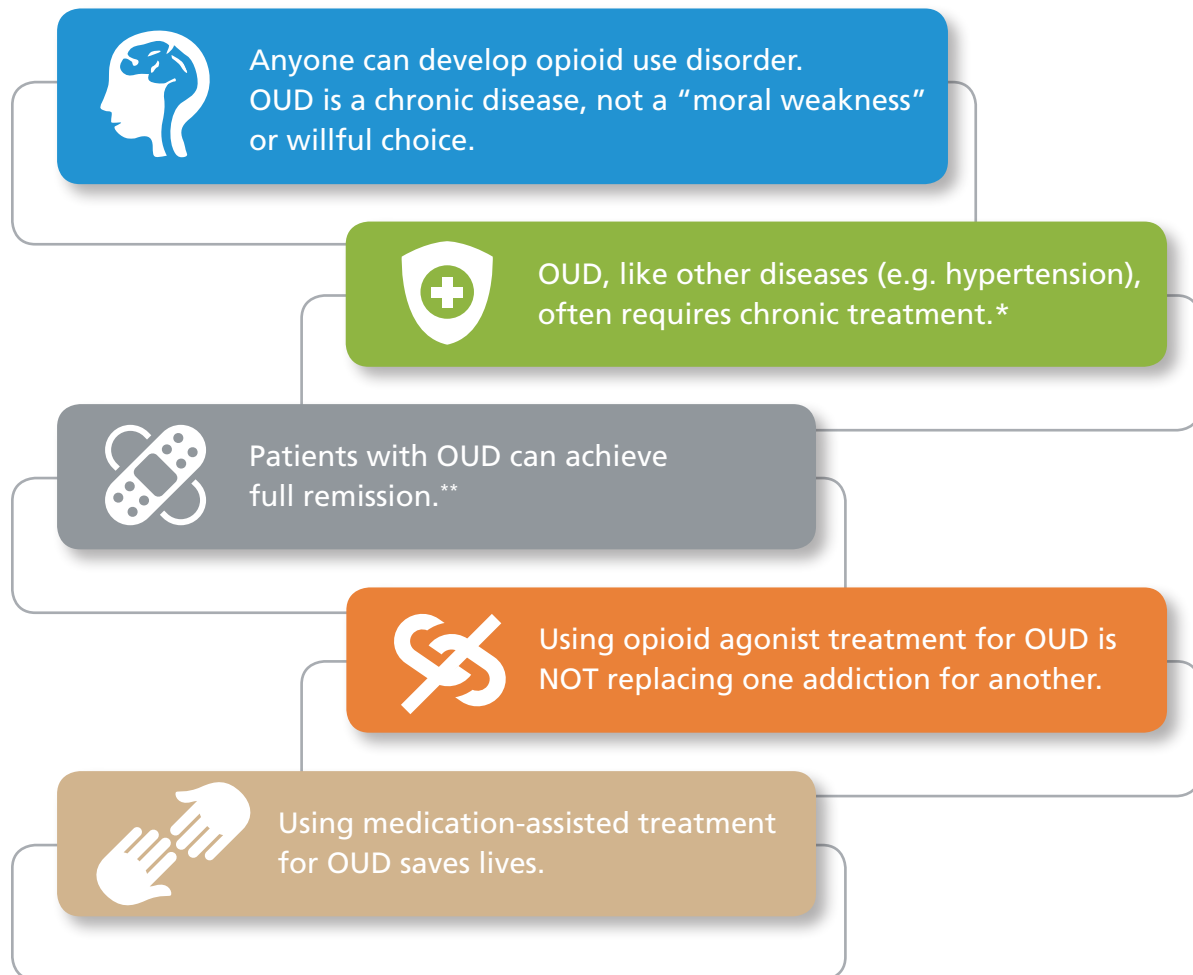 Anyone can develop opioid use disorder.
OUD is a chronic disease, not a “moral weakness”
or willful choice.
OUD, like other diseases (e.g. hypertension),
often requires chronic treatment.*
Patients with OUD can achieve
full remission.**
Using opioid agonist treatment for OUD is
NOT replacing one addiction for another.
Using medication-assisted treatment
for OUD saves lives.